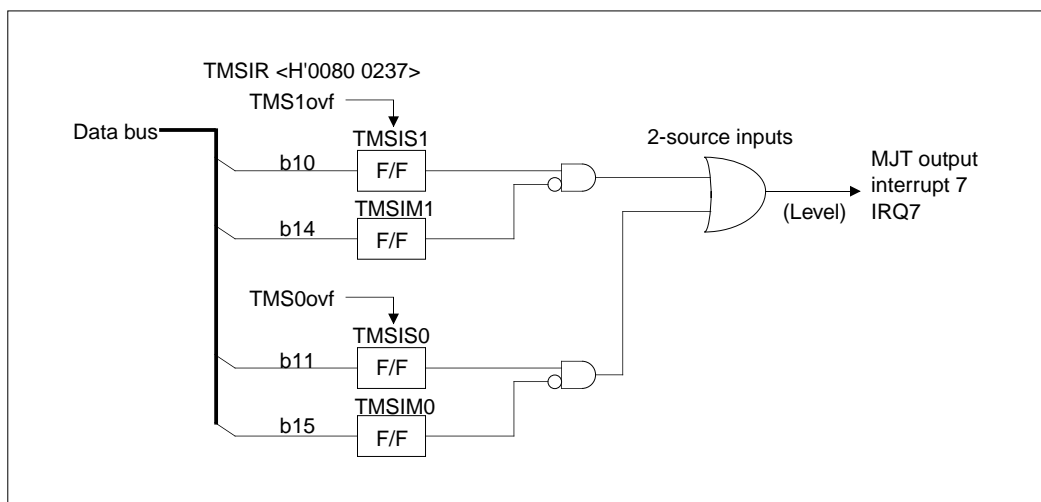 TMSIR <H'0080 0237>
TMS1ovf
Data bus
TMSIS1
2-source inputs
b10
F/F
MJT output
interrupt 7
IRQ7
(Level)
TMSIM1
b14
F/F
TMS0ovf
TMSIS0
b11
F/F
TMSIM0
b15
F/F